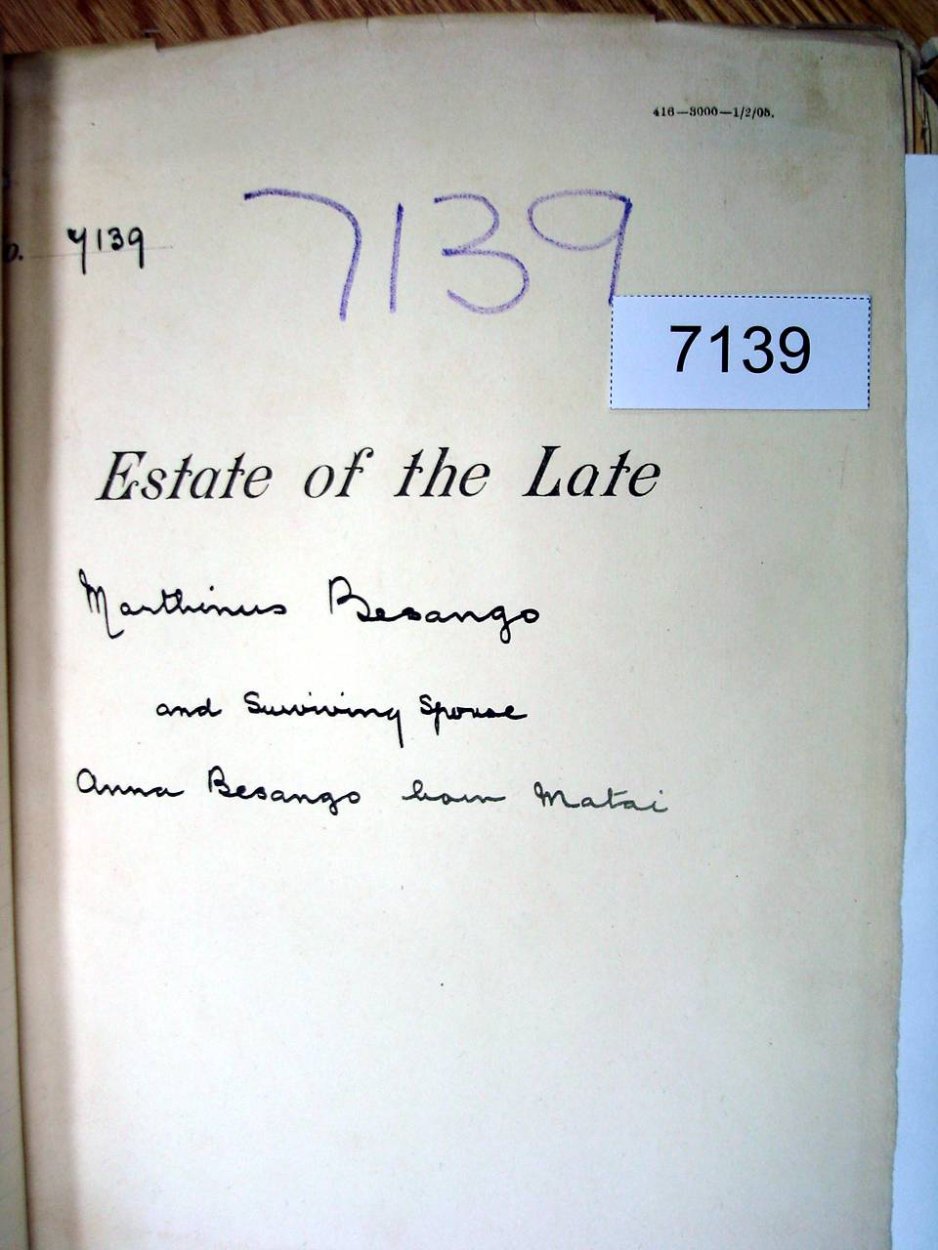 416—3000—1/2/05.
7139
o. 7139
7139
Estate of the Late
Marthinus Besango
and Surviving Spouse
Anna Besango born Matai